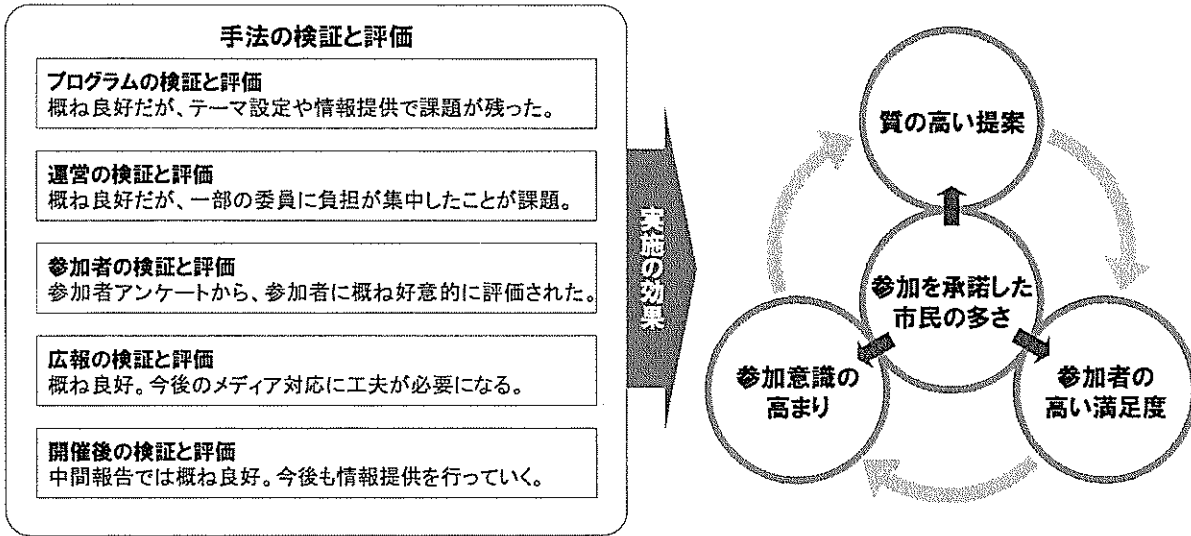 手法の検証と評価
プログラムの検証と評価
概ね良好だが、テーマ設定や情報提供で課題が残った。
運営の検証と評価
概ね良好だが、一部の委員に負担が集中したことが課題。
参加者の検証と評価
参加者アンケートから、参加者に概ね好意的に評価された。
広報の検証と評価
概ね良好。今後のメディア対応に工夫が必要になる。
開催後の検証と評価
中間報告では概ね良好。今後も情報提供を行っていく。
実施の効果
質の高い提案
参加を承諾した
市民の多さ
参加意識の
高まり
参加者の
高い満足度